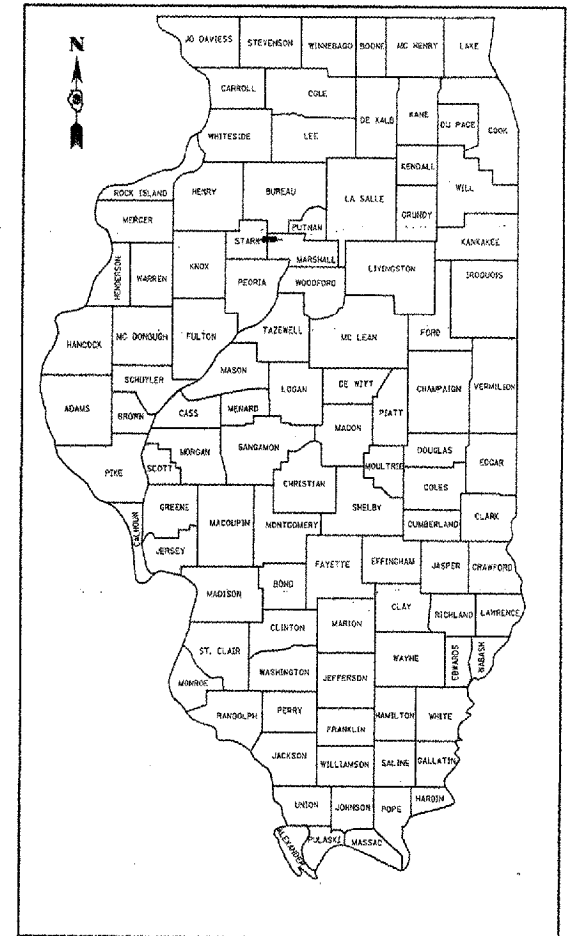 N
JO DAVIESS STEVENSON WINNEBAGO BOONE MC HENRY LAKE
CARROLL OGLE
DE KALB KANE DU PAGE COOK
WHITESIDE LEE
KENDALL
WILL
ROCK ISLAND HENRY BUREAU LA SALLE
GRUNDY
MERCER PUTNAN
STARK KANKAKEE
MARSHALL
HENDERSON WARREN KNOX PEORIA WOODFORD LIVINGSTON IROQUOIS
HANCOCK MC DONOUGH FULTON TAZEWELL MC LEAN FORD
MASON
SCHUYLER LOGAN DE WITT CHAMPAIGN VERMILION
ADAMS BROWN CASS MENARD PIATT
MACON
SANGAMON DOUGLAS
PIKE SCOTT MORGAN MOULTRIE EDGAR
CHRISTIAN COLES
GREENE SHELBY
CALHOUN MACOUPIN MONTGOMERY CUMBERLAND CLARK
JERSEY FAYETTE EFFINGHAM JASPER CRAWFORD
MADISON BOND
CLAY RICHLAND LAWRENCE
CLINTON MARION
ST. CLAIR WAYNE EDWARDS WABASH
WASHINGTON JEFFERSON
MONROE
RANDOLPH PERRY HAMILTON WHITE
FRANKLIN
JACKSON WILLIAMSON SALINE GALLATIN
UNION JOHNSON POPE HARDIN
ALEXANDER PULASKI MASSAC